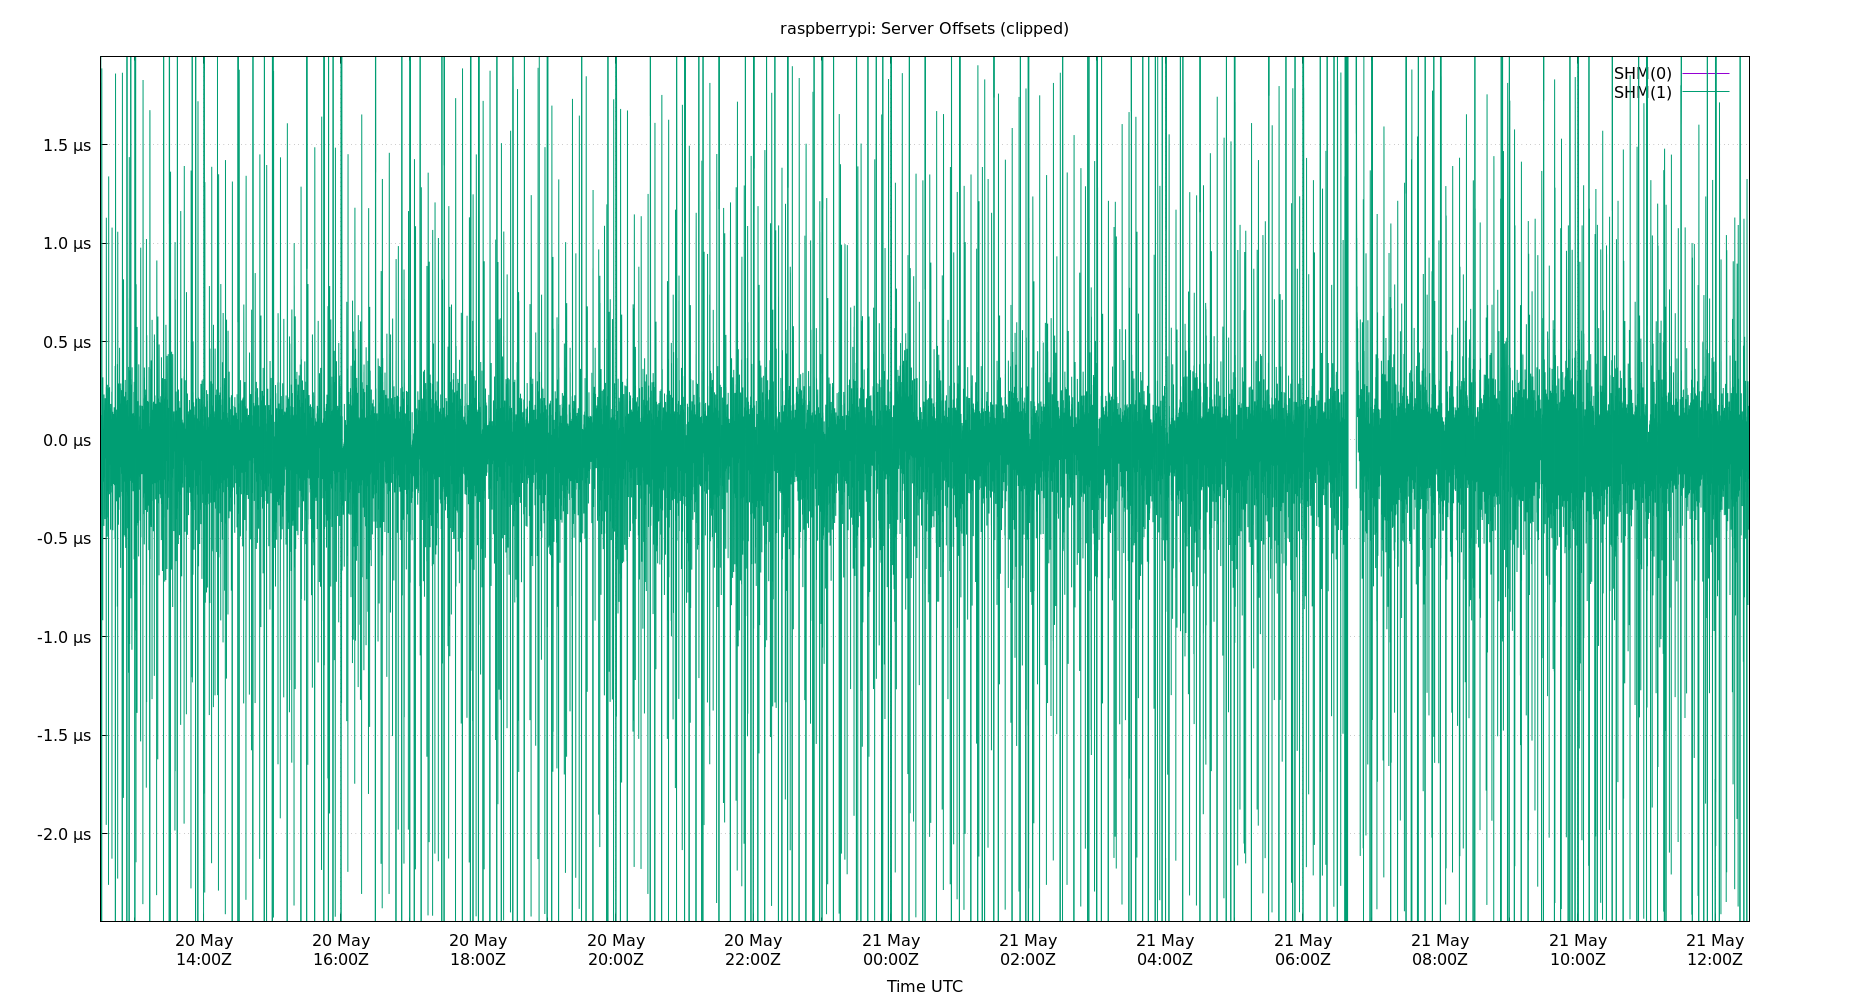 raspberrypi: Server Offsets (clipped)
SHM(0)
SHM(1)
1.5 µs
1.0 µs
0.5 µs
0.0 µs
-0.5 µs
-1.0 µs
-1.5 µs
-2.0 µs
20 May 20 May 20 May 20 May 20 May 21 May 21 May 21 May 21 May 21 May 21 May 21 May
14:00Z 16:00Z 18:00Z 20:00Z 22:00Z 00:00Z 02:00Z 04:00Z 06:00Z 08:00Z 10:00Z 12:00Z
Time UTC